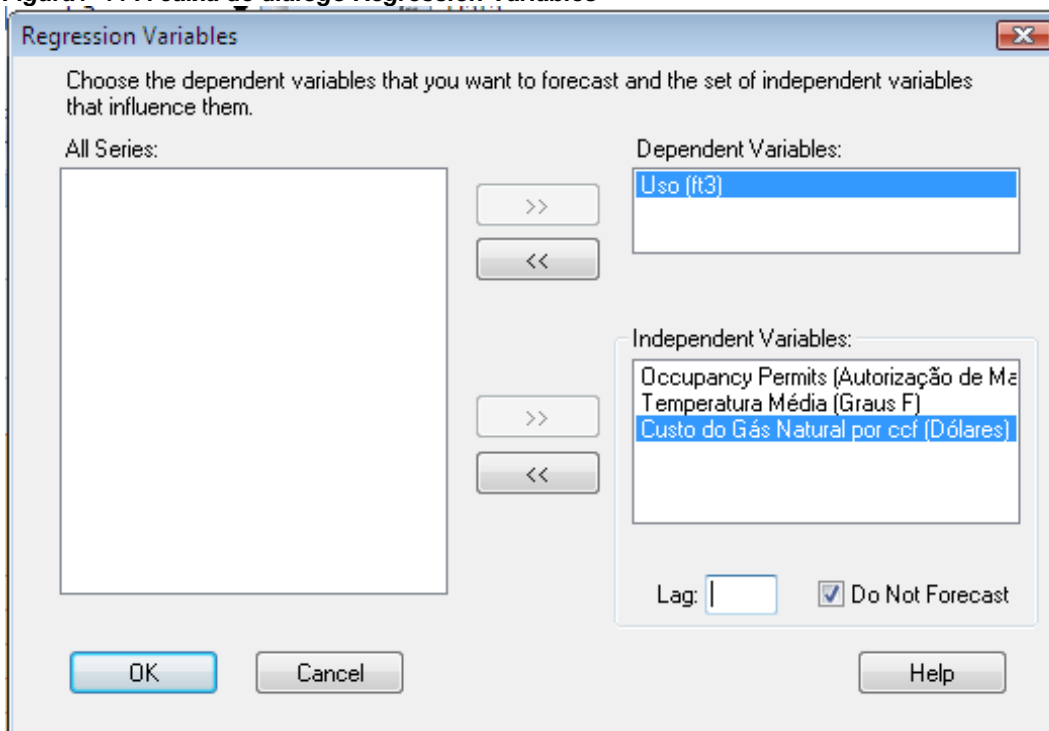 Regression Variables
Choose the dependent variables that you want to forecast and the set of independent variables
that influence them.
All Series:
Dependent Variables:
Uso (ft3)
>>
<<
Independent Variables:
Occupancy Permits (Autorização de Ma
Temperatura Média (Graus F)
Custo do Gás Natural por ccf (Dólares)
>>
<<
Lag:
Do Not Forecast
OK
Cancel
Help